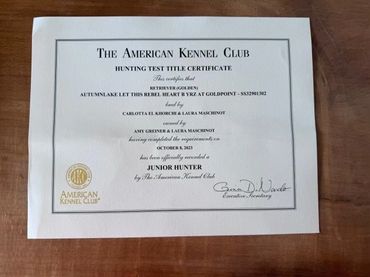 THE AMERICAN KENNEL CLUB
HUNTING TEST TITLE CERTIFICATE
This certifies that
RETRIEVER (GOLDEN)
AUTUMNLAKE LET THIS REBEL HEART B YRZ AT GOLDPOINT - SS32901302
bred by
CARLOTTA EL KHORCHI & LAURA MASCHINOT
owned by
AMY GREINER & LAURA MASCHINOT
having completed the requirements on
OCTOBER 8, 2023
has been officially recorded a
JUNIOR HUNTER
by The American Kennel Club
AMERICAN
KENNEL CLUB®
Executive Secretary